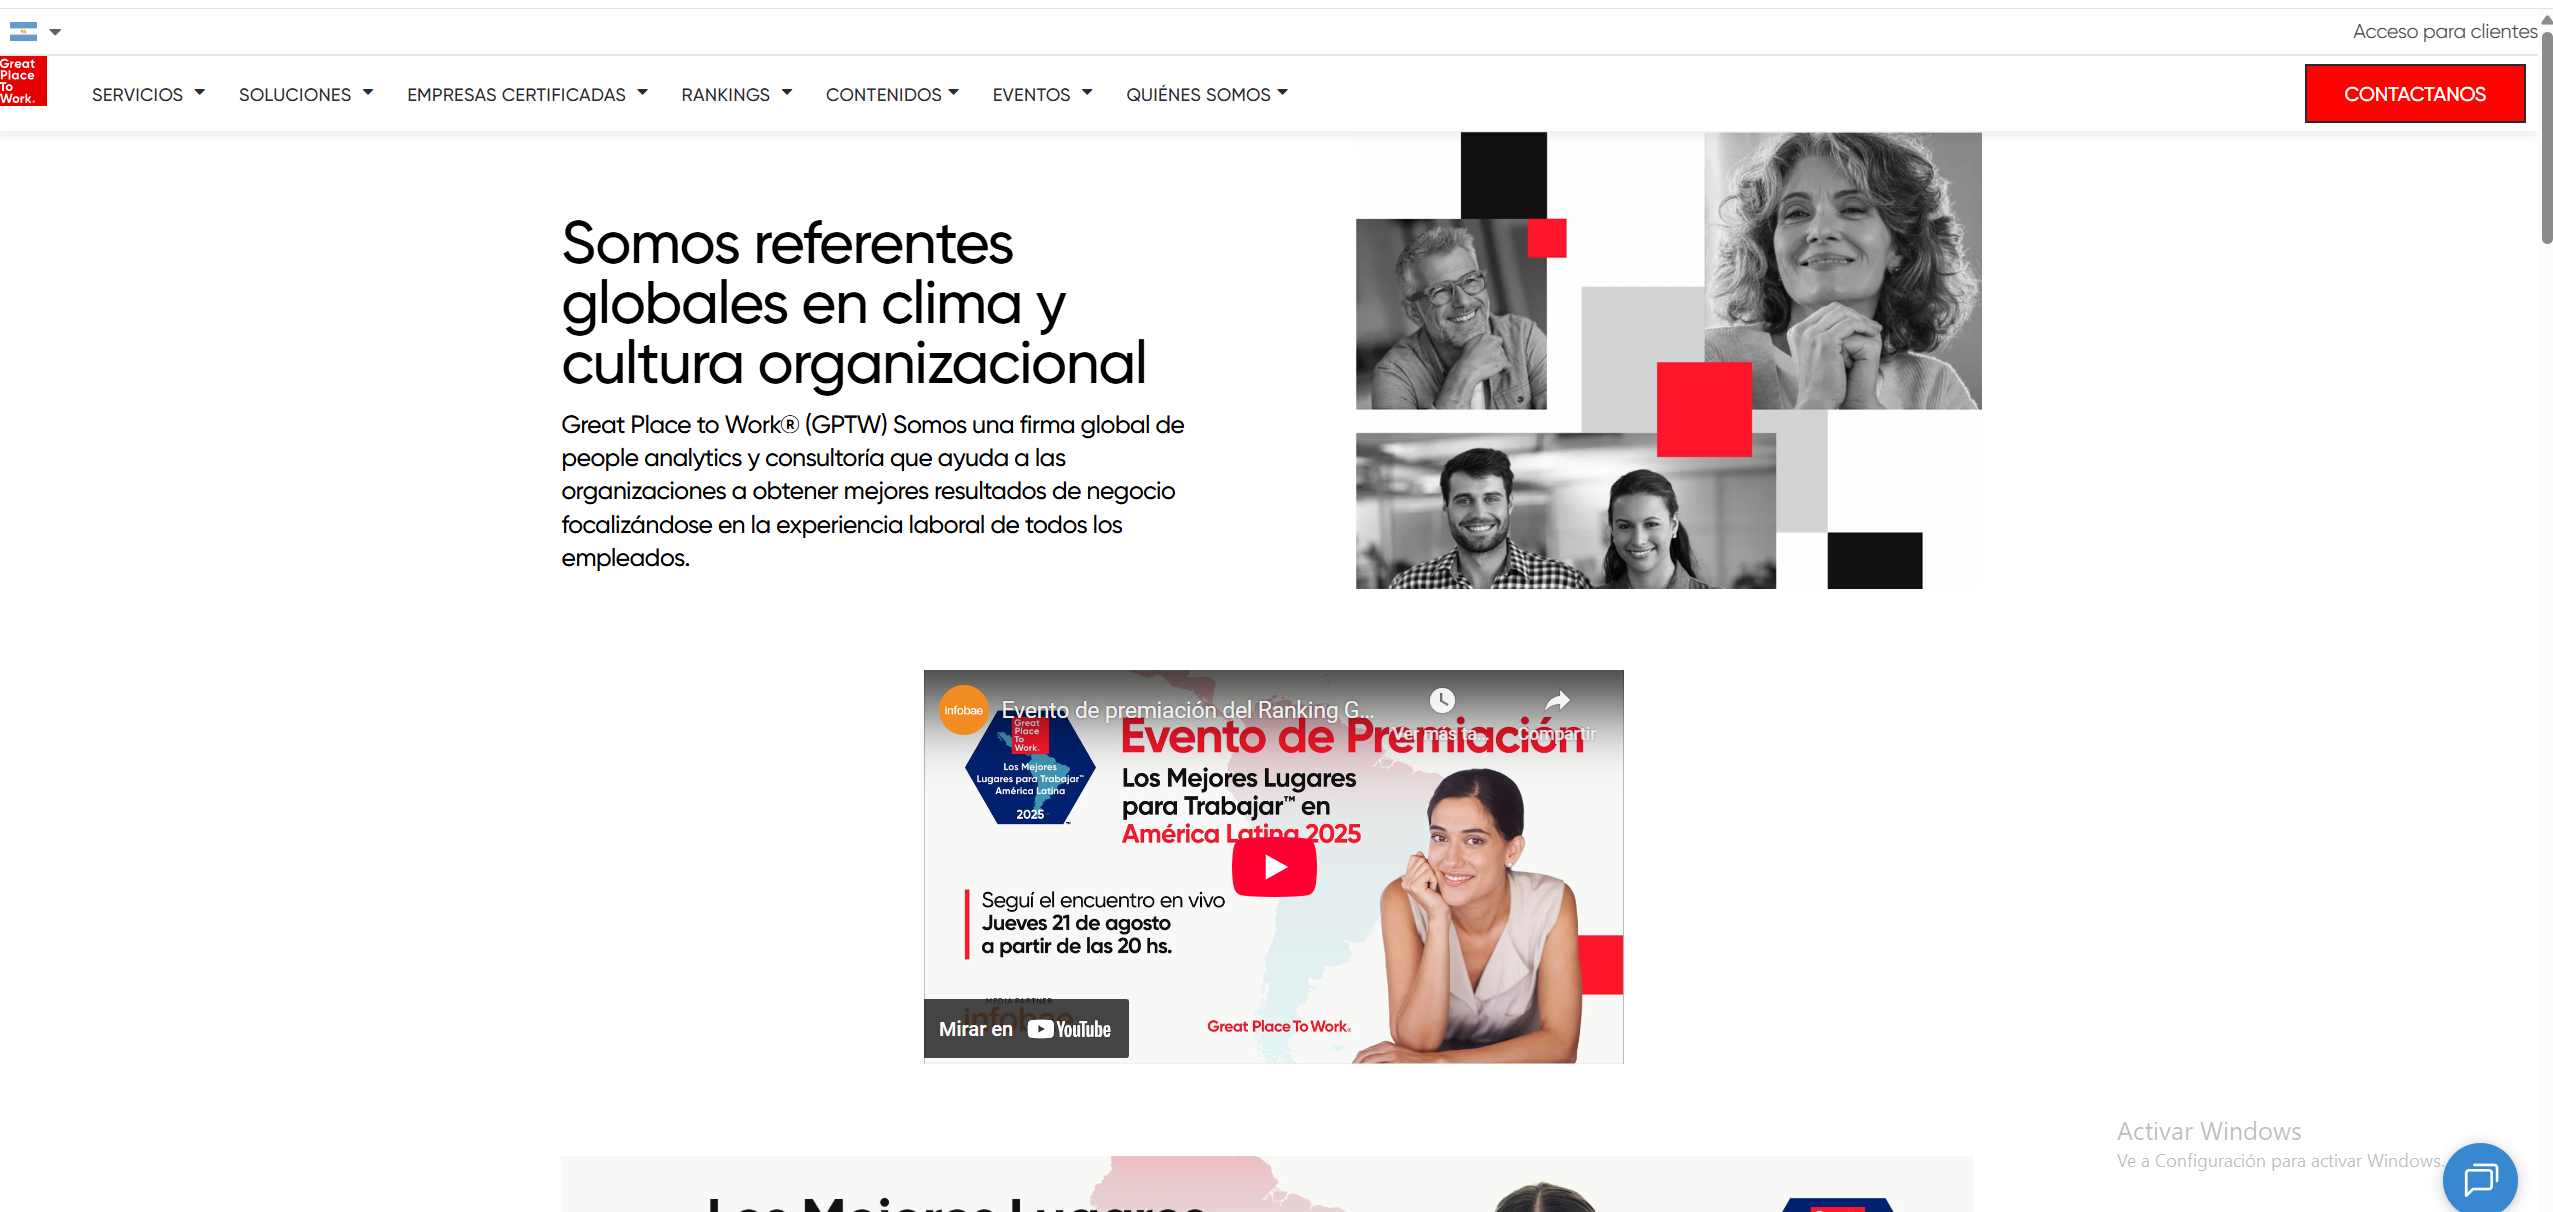 Acceso para clientes
Great
Place
To
Work.
SERVICIOS
SOLUCIONES
EMPRESAS CERTIFICADAS
RANKINGS
CONTENIDOS
EVENTOS
QUIÉNES SOMOS
CONTACTANOS
Somos referentes
globales en clima y
cultura organizacional
Great Place to Work® (GPTW) Somos una firma global de
people analytics y consultoría que ayuda a las
organizaciones a obtener mejores resultados de negocio
focalizándose en la experiencia laboral de todos los
empleados.
infobae
Evento de premiación del Ranking G...
Ver más ta...
Compartir
Great
Place
To
Work.
Los Mejores
Lugares para Trabajar™
América Latina
2025
Evento de Premiación
Los Mejores Lugares
para Trabajar™ en
América Latina 2025
Seguí el encuentro en vivo
Jueves 21 de agosto
a partir de las 20 hs.
MEDIA PARTNER
infobae
Mirar en YouTube
Great Place To Work.
Activar Windows
Ve a Configuración para activar Windows.
Los Mejores Lugares